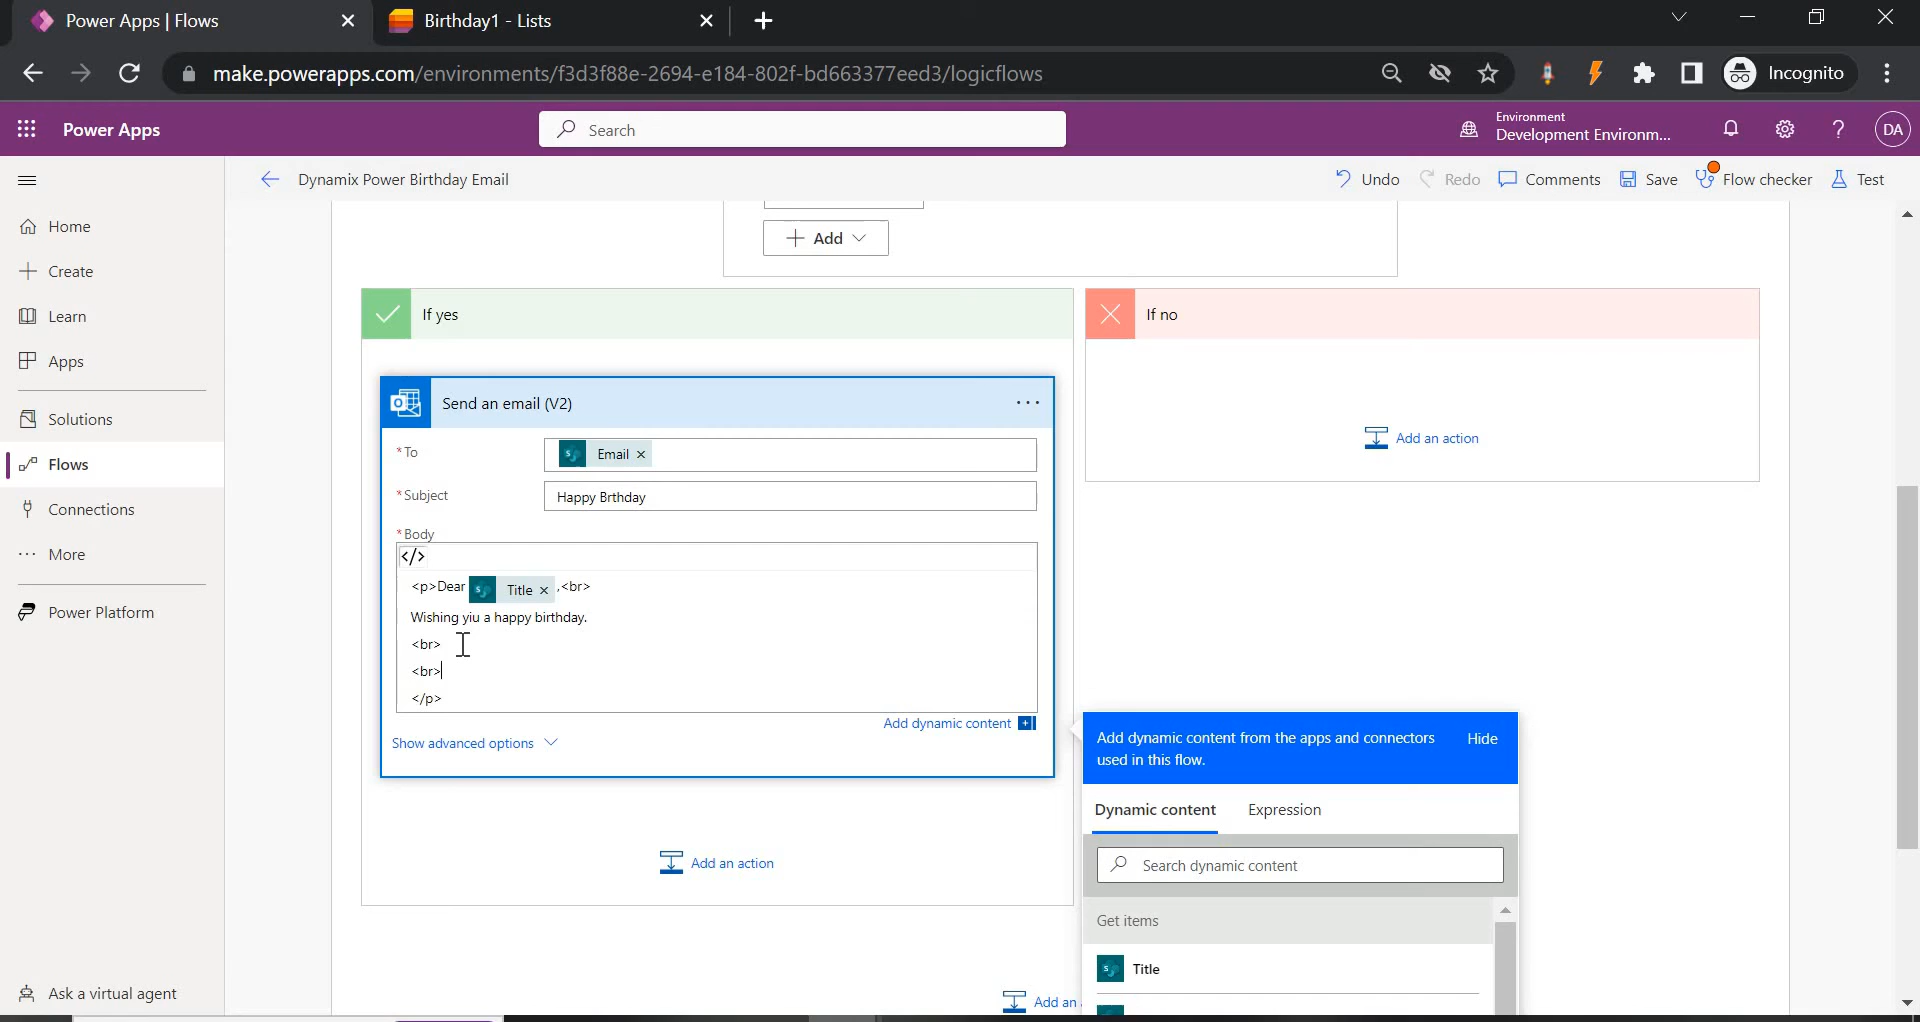 Power Apps | Flows
Birthday1 - Lists
make.powerapps.com/environments/f3d3f88e-2694-e184-802f-bd663377eed3/logicflows
Incognito
Power Apps
Search
Environment
Development Environm...
DA
Dynamix Power Birthday Email
Undo
Redo
Comments
Save
Flow checker
Test
Home
Create
Learn
Apps
Solutions
Flows
Connections
More
Power Platform
Ask a virtual agent
Add
If yes
If no
Send an email (V2)
Add an action
*To
Email
*Subject
Happy Brthday
*Body
</>
<p>Dear Title ,<br>
Wishing yiu a happy birthday.
<br>
<br>
</p>
Add dynamic content
Show advanced options
Add an action
Add an
Add dynamic content from the apps and connectors
used in this flow.
Hide
Dynamic content
Expression
Search dynamic content
Get items
Title